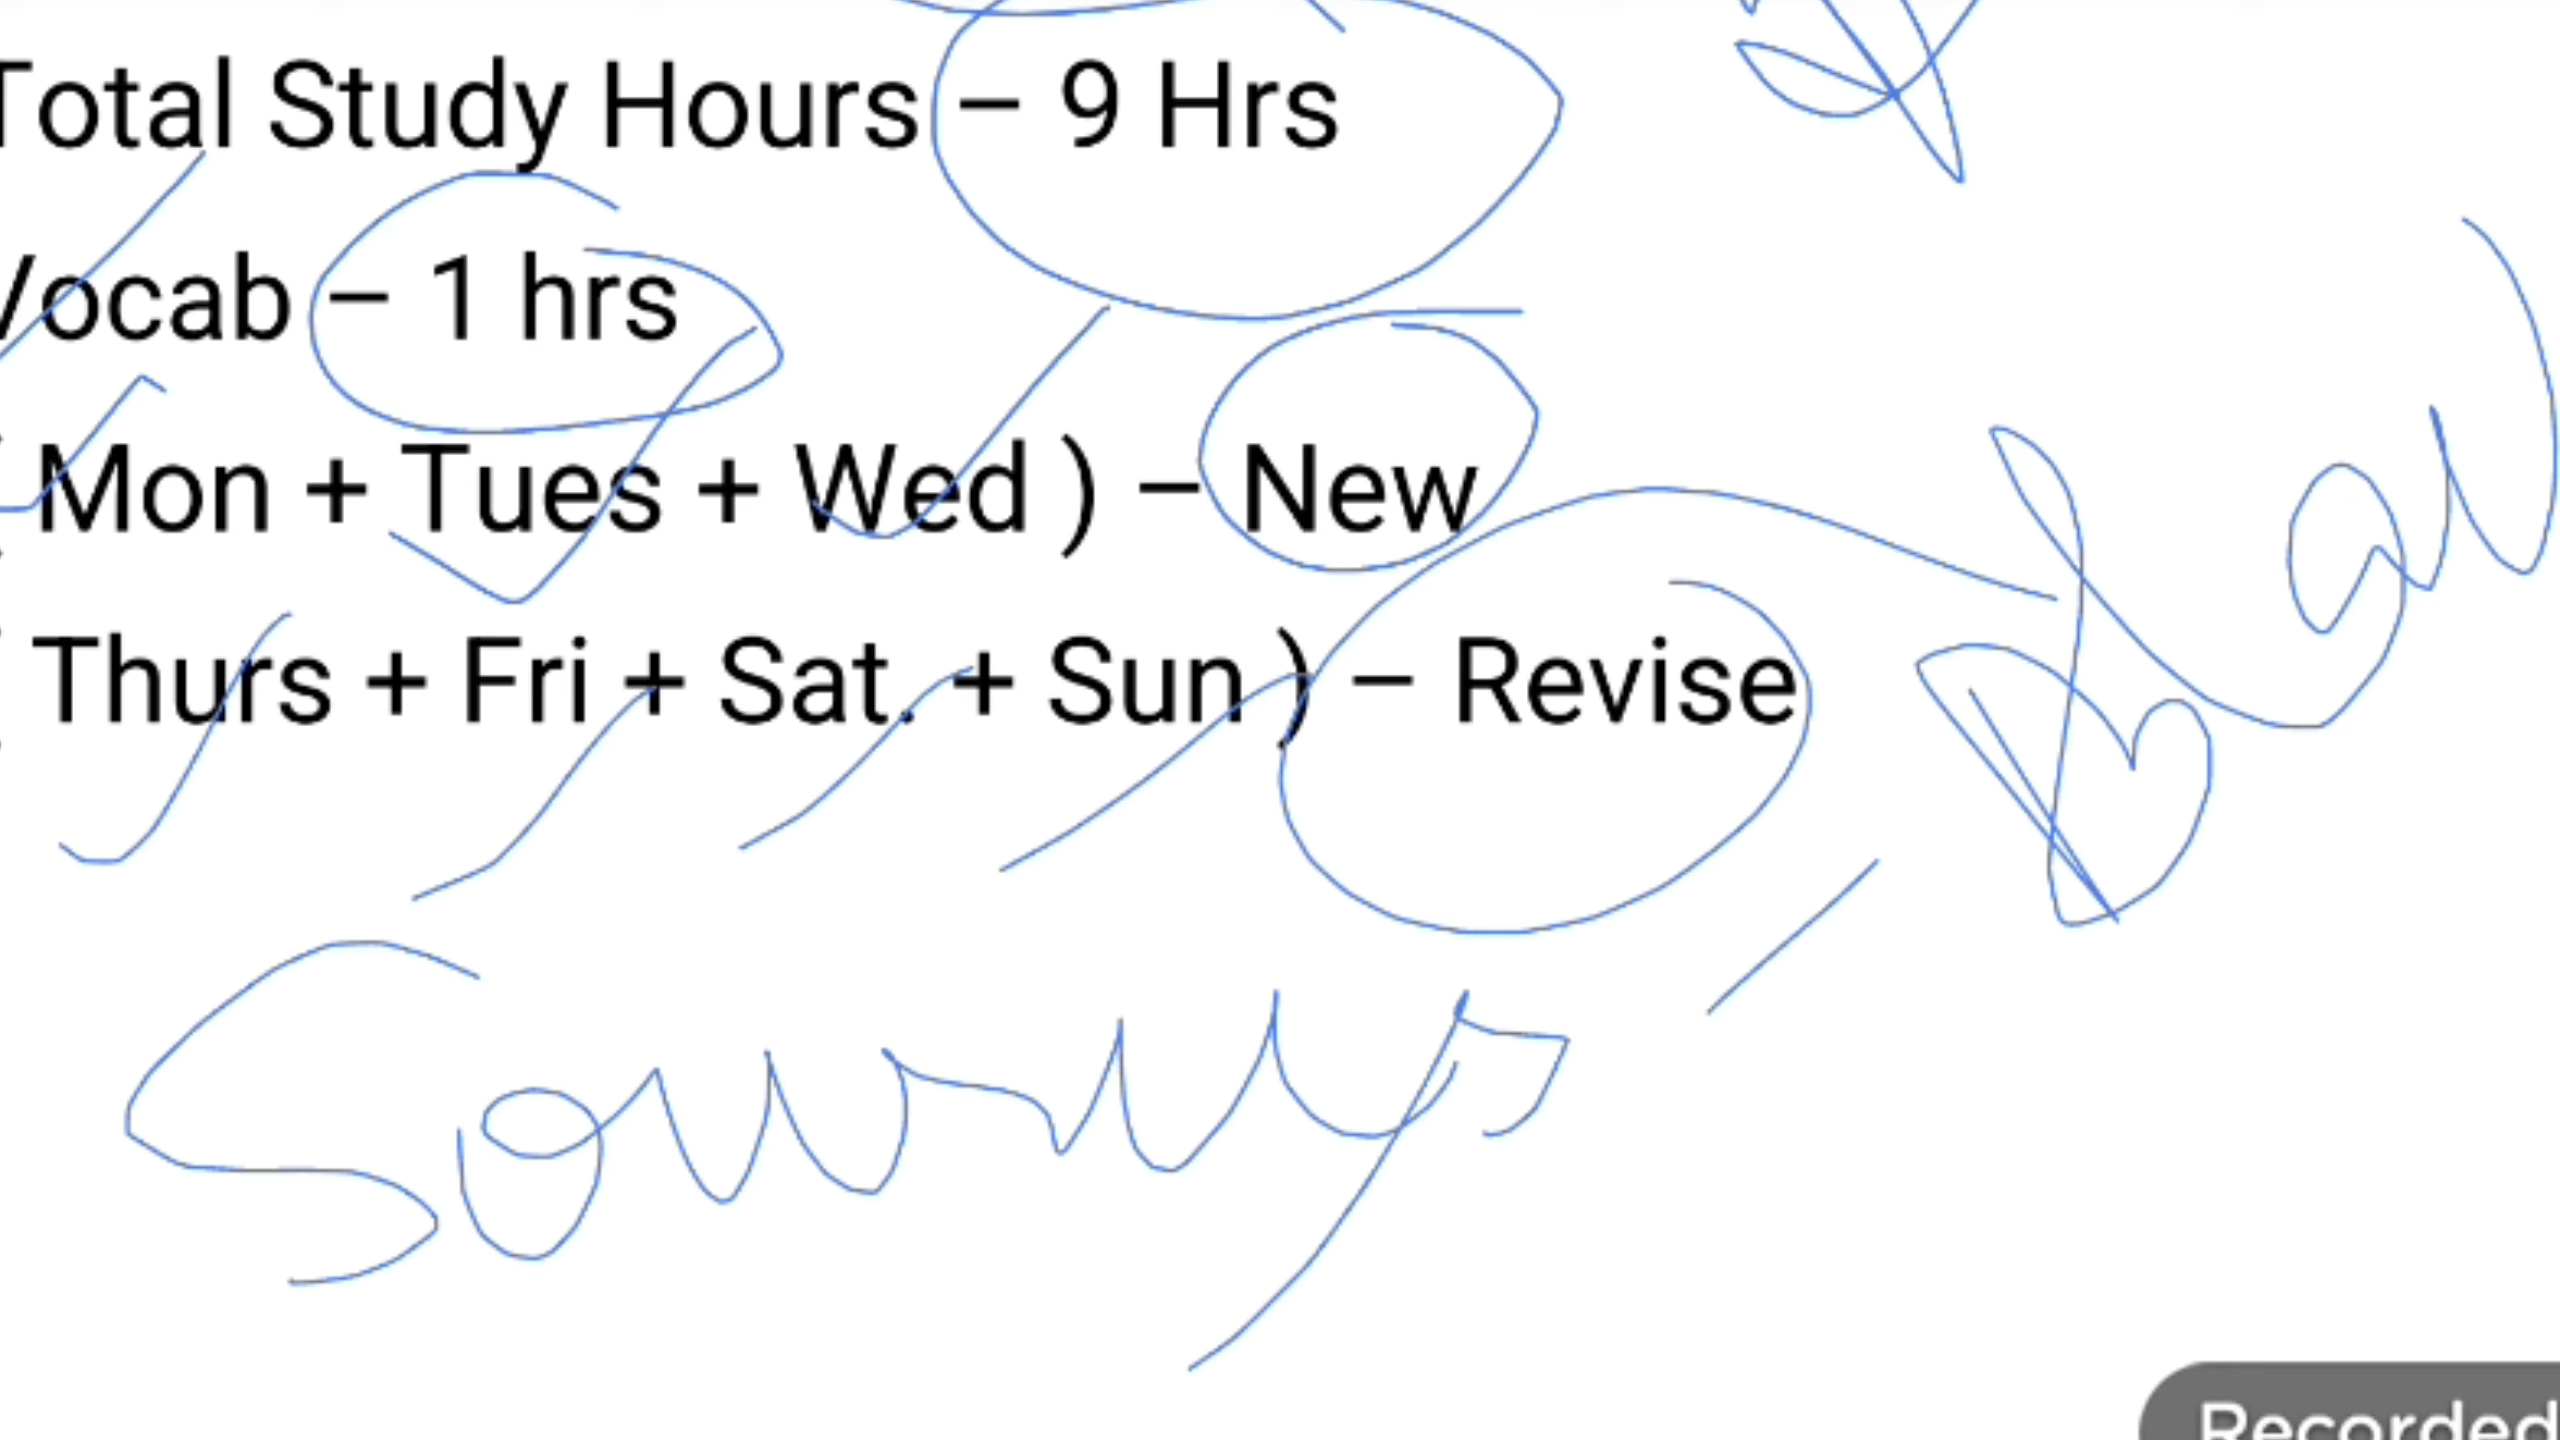 Total Study Hours – 9 Hrs
Vocab – 1 hrs
( Mon + Tues + Wed ) – New
( Thurs + Fri + Sat. + Sun ) – Revise
Recorded